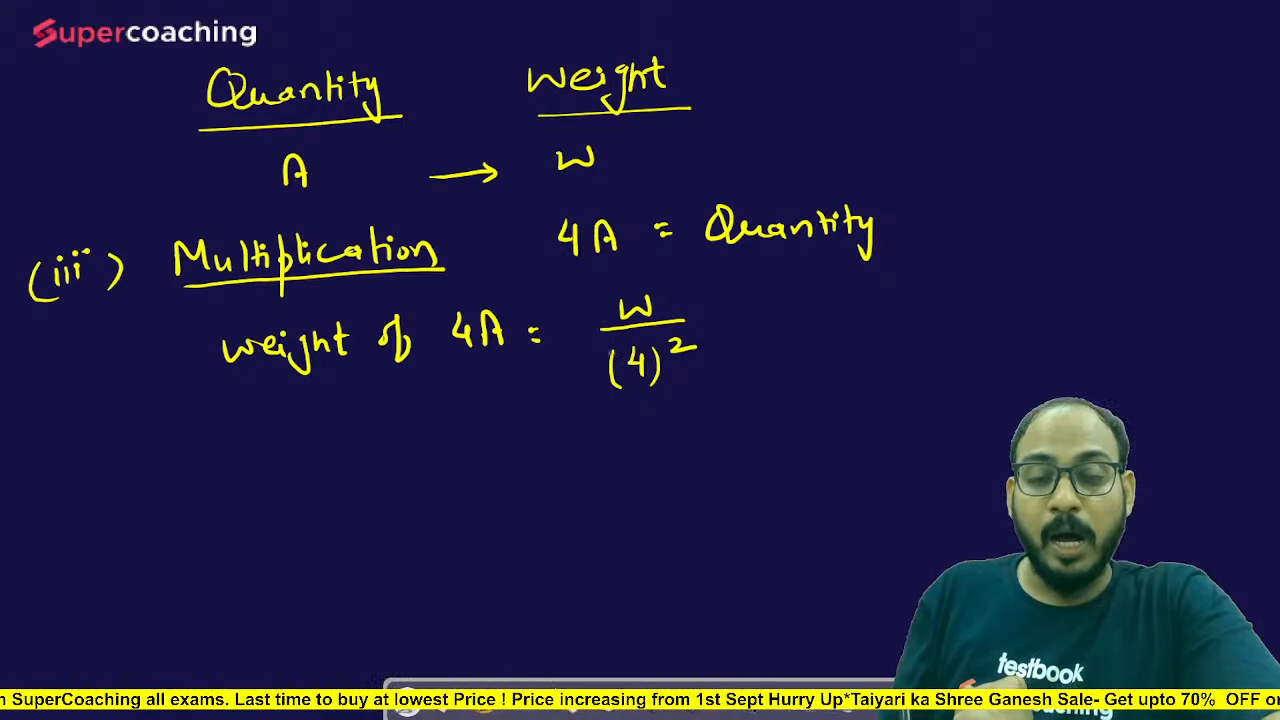 Supercoaching
Quantity Weight
A → W
(iii) Multiplication 4A = Quantity
weight of 4A = W / (4)²
testbook
coaching
n SuperCoaching all exams. Last time to buy at lowest Price ! Price increasing from 1st Sept Hurry Up*Taiyari ka Shree Ganesh Sale- Get upto 70% OFF o